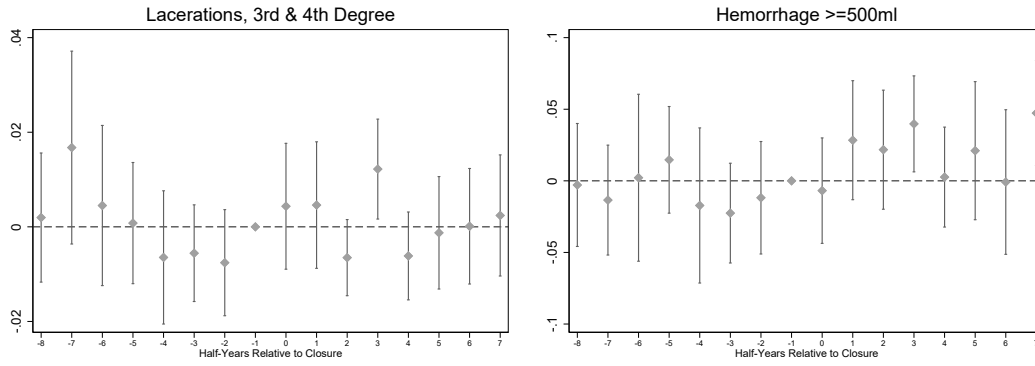 Lacerations, 3rd & 4th Degree
.04
.02
0
-.02
-8 -7 -6 -5 -4 -3 -2 -1 0 1 2 3 4 5 6 7
Half-Years Relative to Closure
Hemorrhage >=500ml
.1
.05
0
-.05
-.1
-8 -7 -6 -5 -4 -3 -2 -1 0 1 2 3 4 5 6
Half-Years Relative to Closure